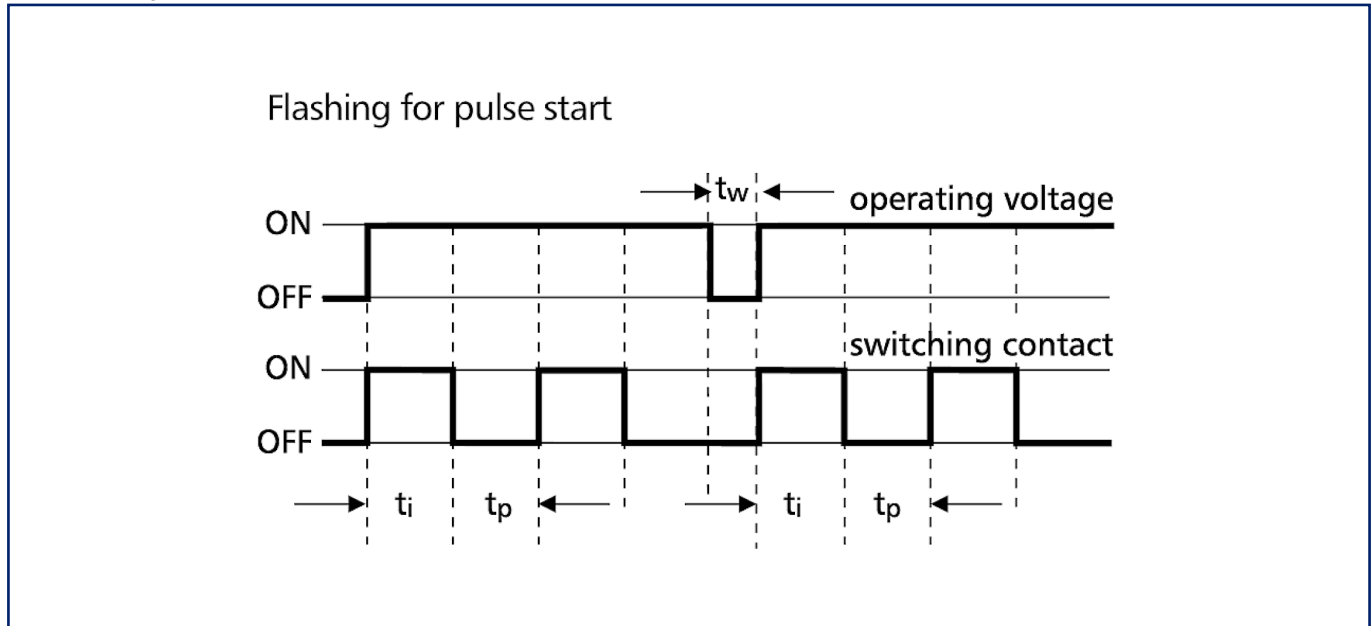 Flashing for pulse start
tw
operating voltage
ON
OFF
switching contact
ON
OFF
ti tp ti tp